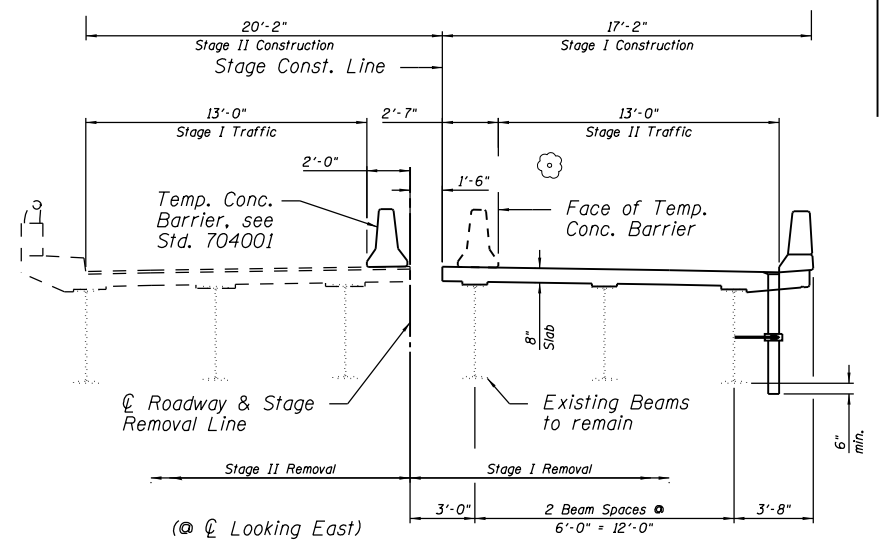 20'-2"
17'-2"
Stage II Construction
Stage I Construction
Stage Const. Line
13'-0"
2'-7"
13'-0"
Stage I Traffic
Stage II Traffic
2'-0"
1'-6"
Temp. Conc.
Barrier, see
Std. 704001
Face of Temp.
Conc. Barrier
8"
Slab
℄ Roadway & Stage
Removal Line
Existing Beams
to remain
6"
min.
Stage II Removal
Stage I Removal
3'-0"
2 Beam Spaces @
6'-0" = 12'-0"
3'-8"
(@ ℄ Looking East)